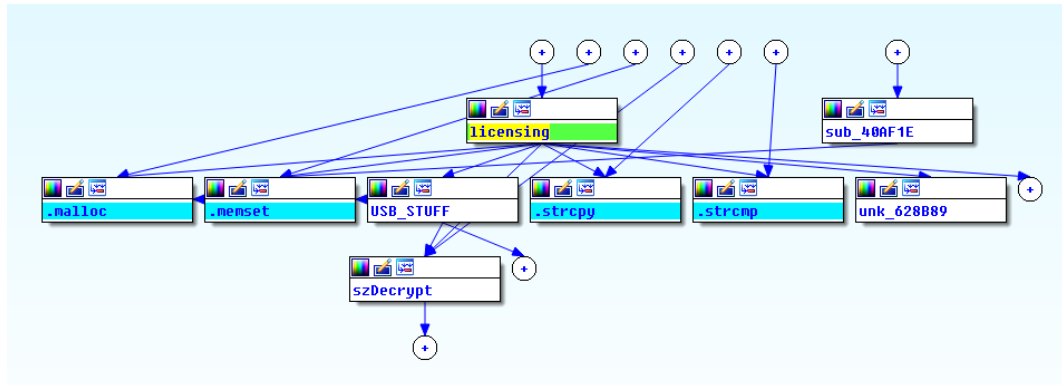 + + + + + + +
licensing
sub_40AF1E
.malloc
.memset
USB_STUFF
.strcpy
.strcmp
unk_628B89
+
+
szDecrypt
+